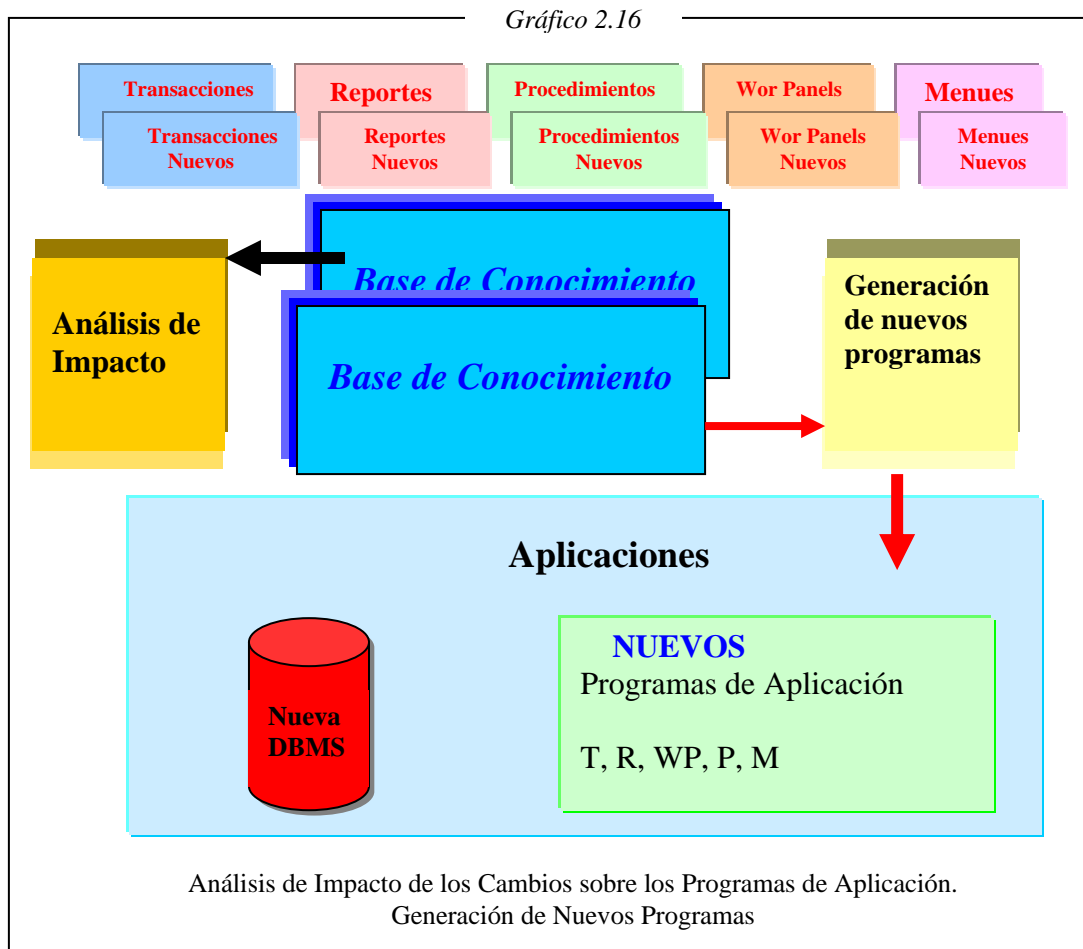 Gráfico 2.16
Transacciones
Reportes
Procedimientos
Wor Panels
Menues
Transacciones
Nuevos
Reportes
Nuevos
Procedimientos
Nuevos
Wor Panels
Nuevos
Menues
Nuevos
Base de Conocimiento
Análisis de
Impacto
Base de Conocimiento
Generación
de nuevos
programas
Aplicaciones
Nueva
DBMS
NUEVOS
Programas de Aplicación
T, R, WP, P, M
Análisis de Impacto de los Cambios sobre los Programas de Aplicación.
Generación de Nuevos Programas